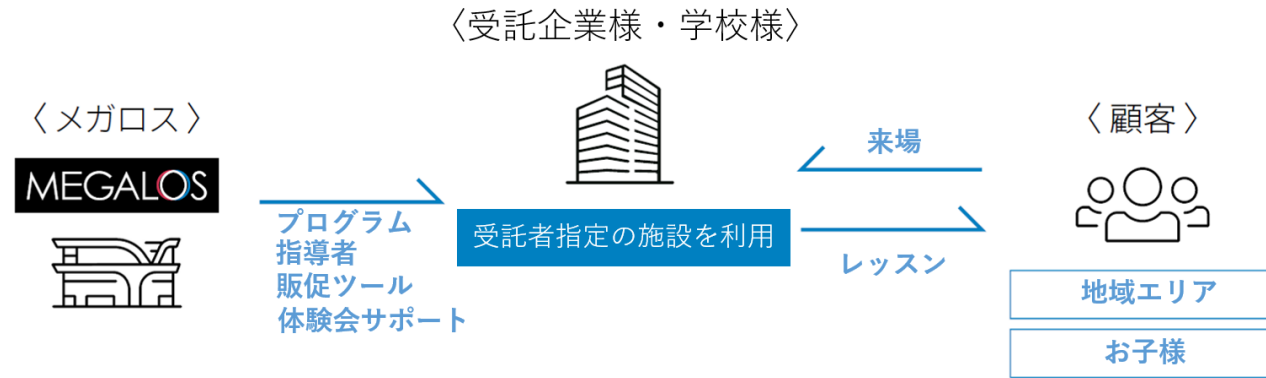 〈受託企業様・学校様〉
〈メガロス〉
MEGALOS
プログラム
指導者
販促ツール
体験会サポート
受託者指定の施設を利用
来場
レッスン
〈顧客〉
地域エリア
お子様